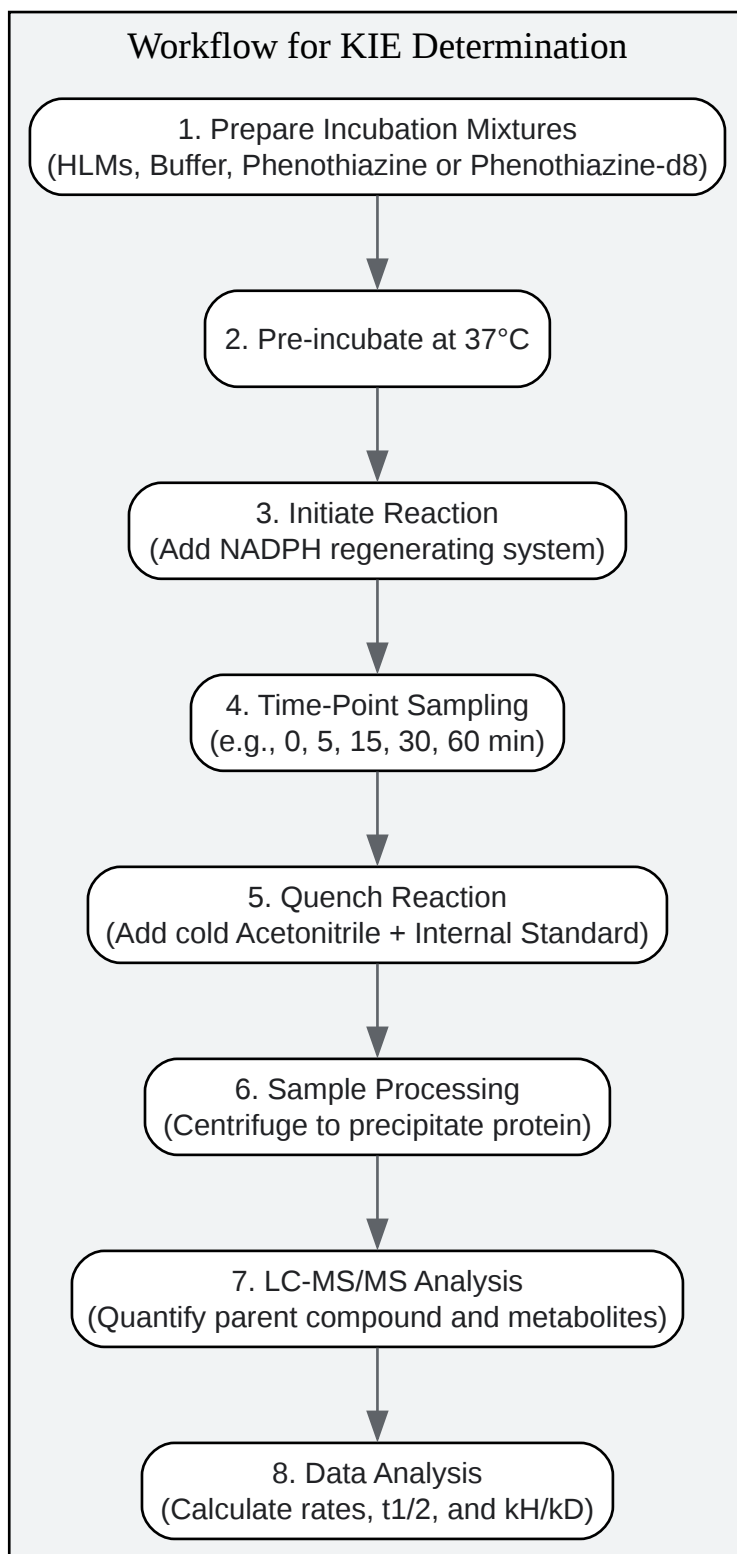 Workflow for KIE Determination
1. Prepare Incubation Mixtures
(HLMs, Buffer, Phenothiazine or Phenothiazine-d8)
2. Pre-incubate at 37°C
3. Initiate Reaction
(Add NADPH regenerating system)
4. Time-Point Sampling
(e.g., 0, 5, 15, 30, 60 min)
5. Quench Reaction
(Add cold Acetonitrile + Internal Standard)
6. Sample Processing
(Centrifuge to precipitate protein)
7. LC-MS/MS Analysis
(Quantify parent compound and metabolites)
8. Data Analysis
(Calculate rates, t1/2, and kH/kD)